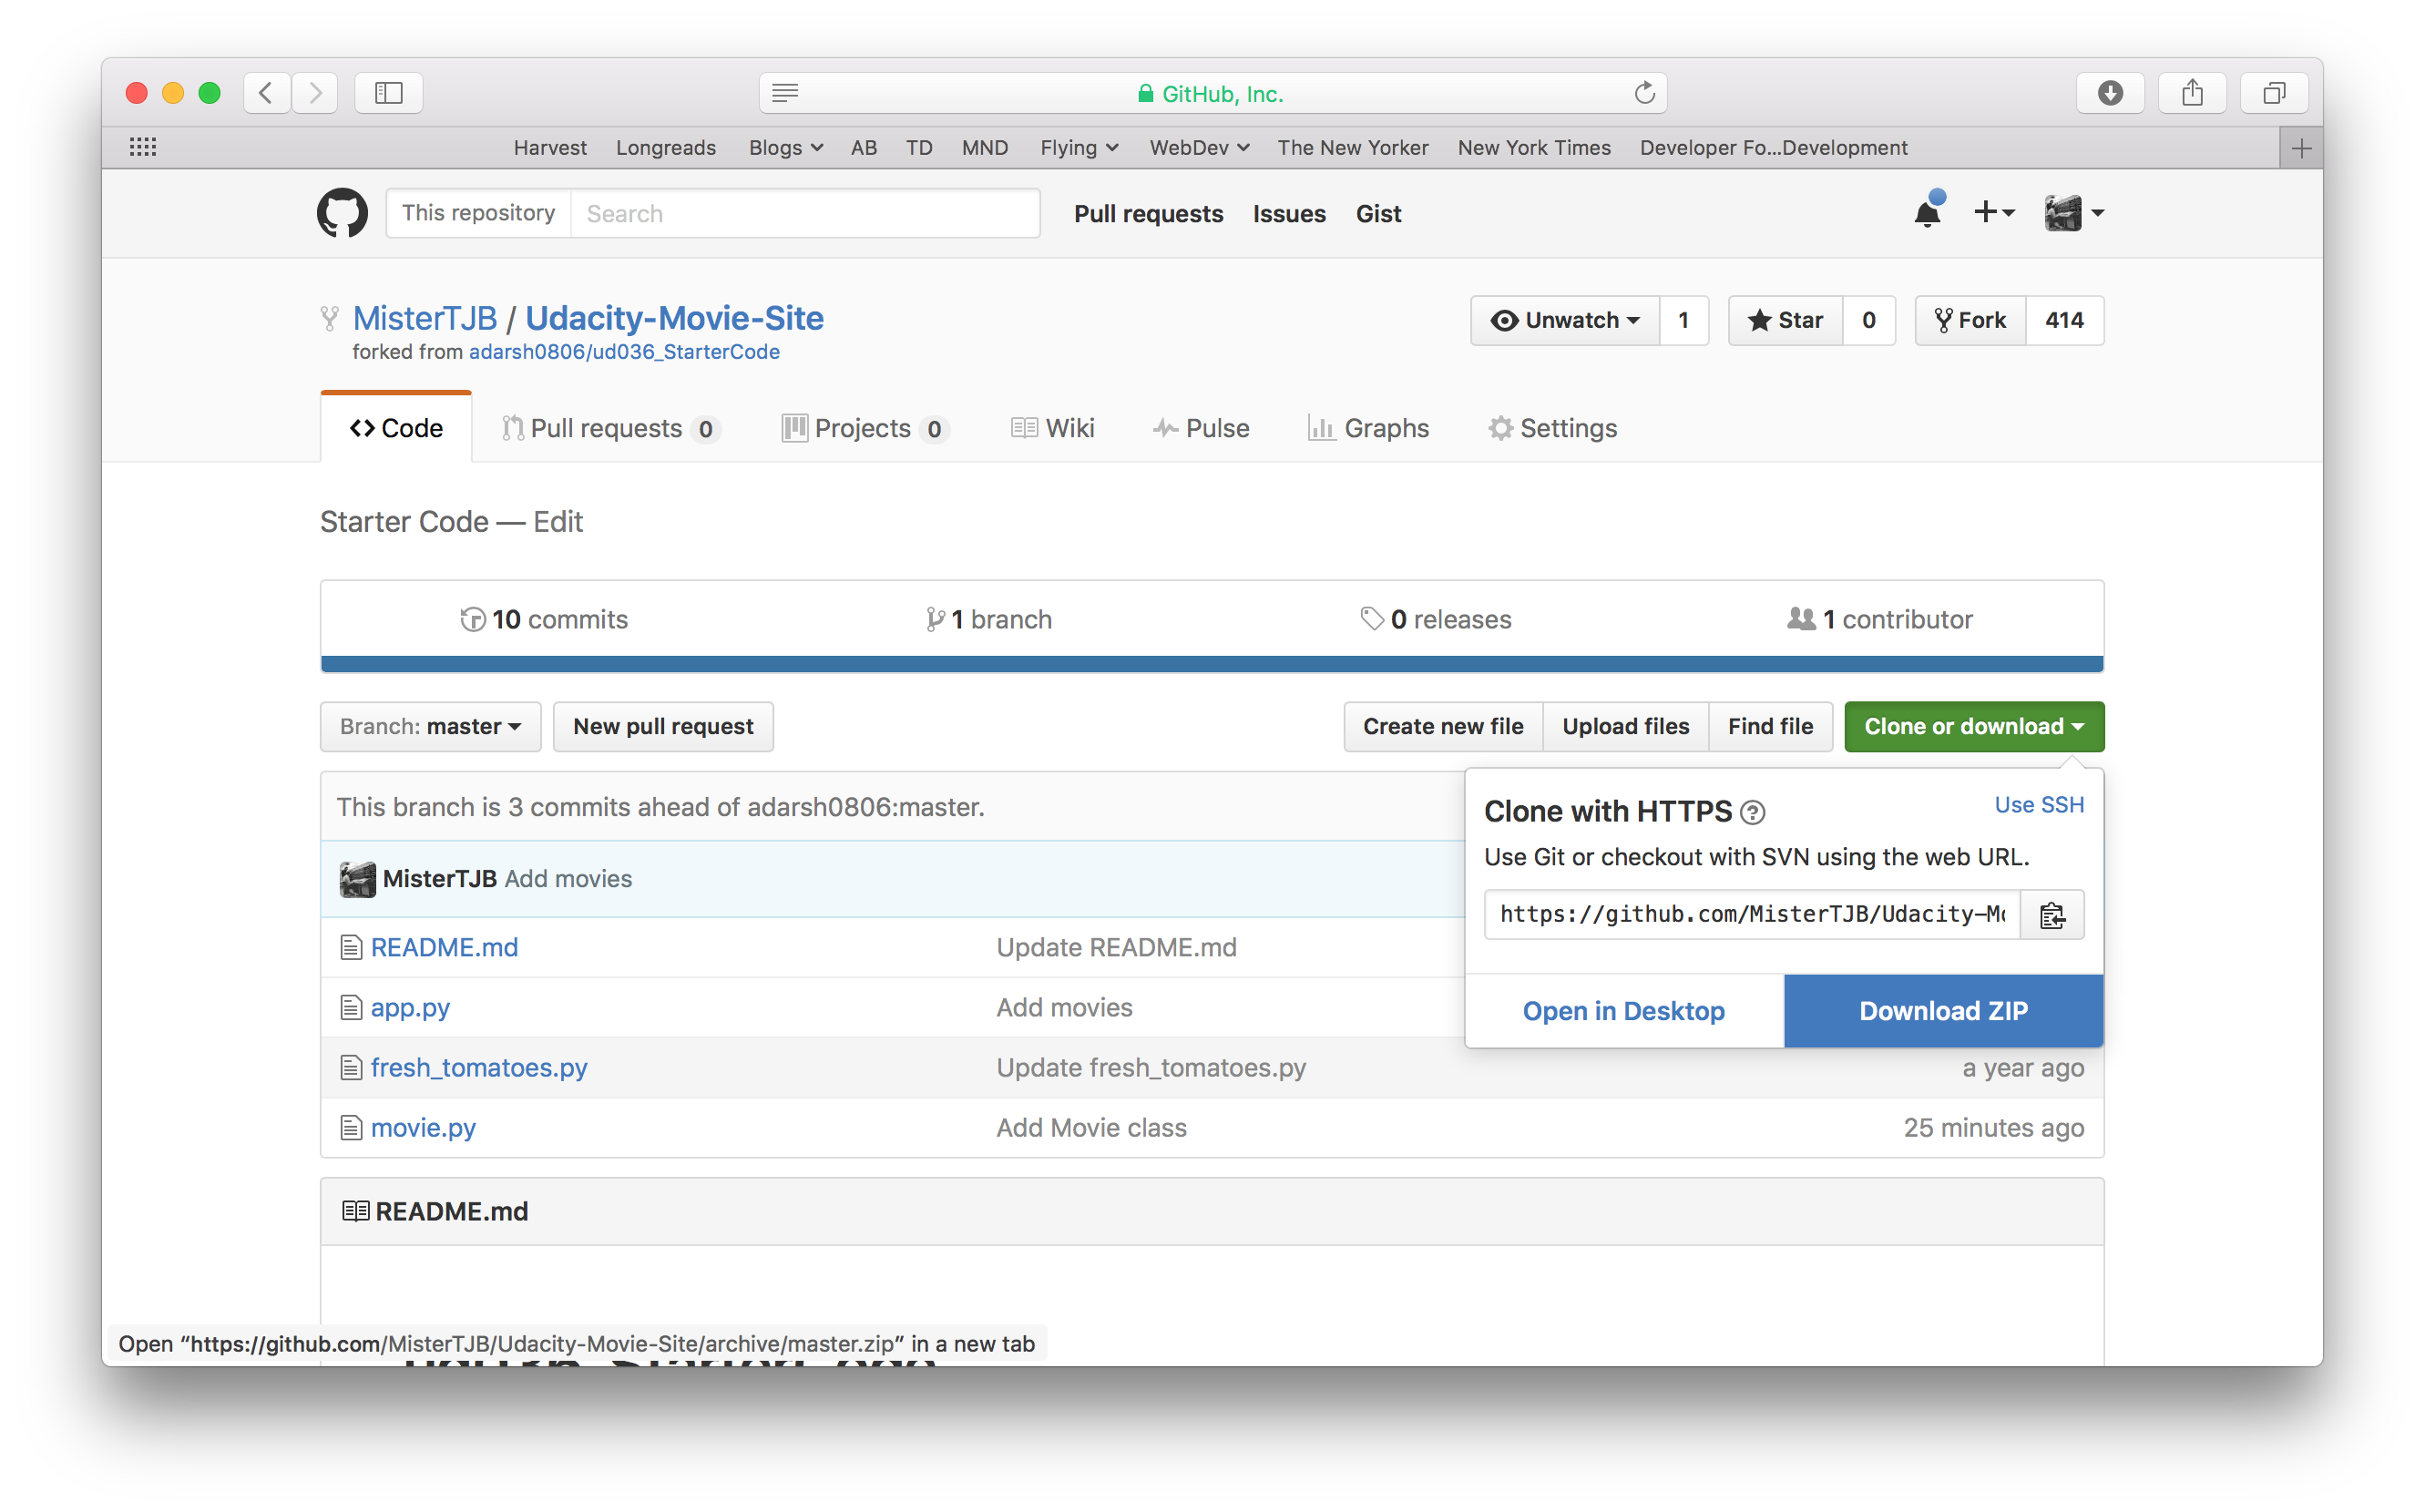 GitHub, Inc.
Harvest Longreads Blogs AB TD MND Flying WebDev The New Yorker New York Times Developer Fo...Development
This repository Search Pull requests Issues Gist
MisterTJB / Udacity-Movie-Site
Unwatch 1 Star 0 Fork 414
forked from adarsh0806/ud036_StarterCode
Code Pull requests 0 Projects 0 Wiki Pulse Graphs Settings
Starter Code — Edit
10 commits 1 branch 0 releases 1 contributor
Branch: master New pull request Create new file Upload files Find file Clone or download
This branch is 3 commits ahead of adarsh0806:master.
Clone with HTTPS Use SSH
Use Git or checkout with SVN using the web URL.
MisterTJB Add movies
https://github.com/MisterTJB/Udacity-Mo
README.md Update README.md
app.py Add movies
Open in Desktop Download ZIP
fresh_tomatoes.py Update fresh_tomatoes.py a year ago
movie.py Add Movie class 25 minutes ago
README.md
Open “https://github.com/MisterTJB/Udacity-Movie-Site/archive/master.zip” in a new tab